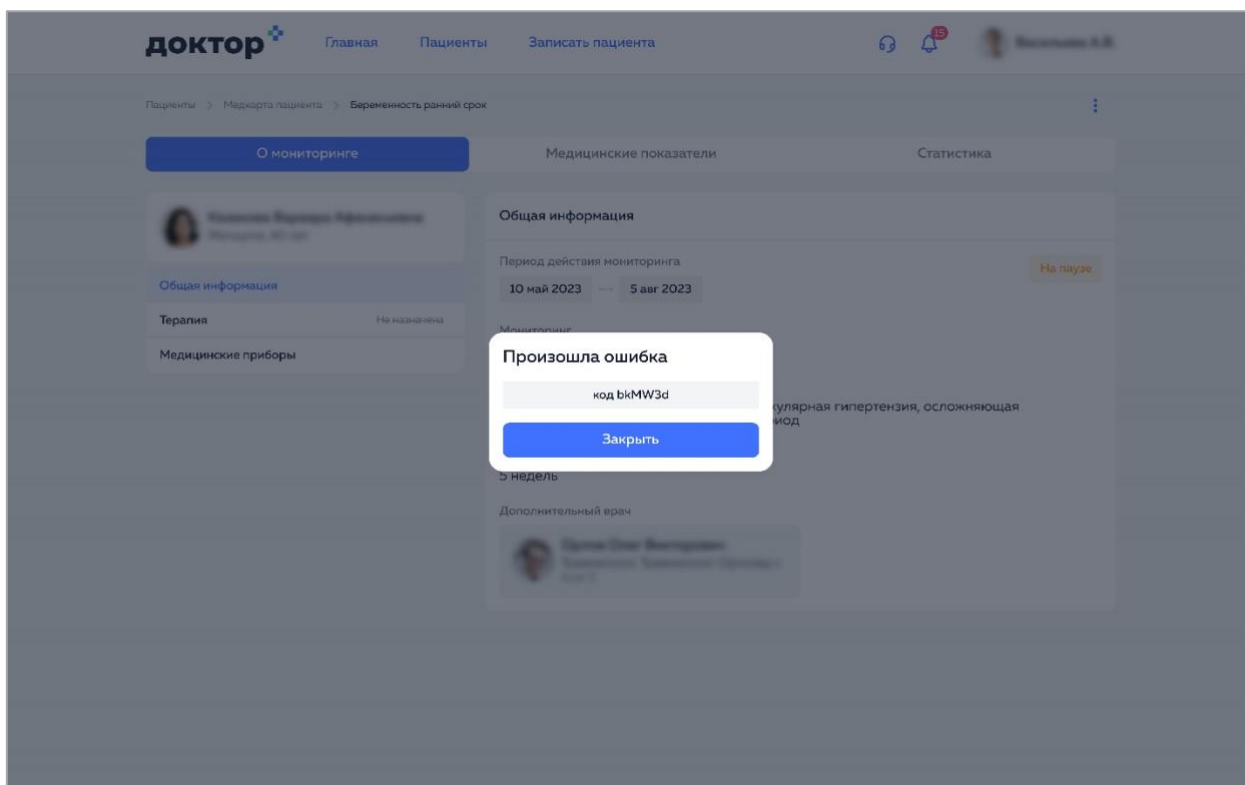 доктор
Главная
Пациенты
Записать пациента
15
Пациенты > Медкарта пациента > Беременность ранний срок
О мониторинге
Медицинские показатели
Статистика
Общая информация
Терапия
Не назначена
Медицинские приборы
Общая информация
Период действия мониторинга
На паузе
10 май 2023 — 5 авг 2023
Мониторинг
Произошла ошибка
код bkMW3d
Закрыть
гипертензия, осложняющая
5 недель
Дополнительный врач